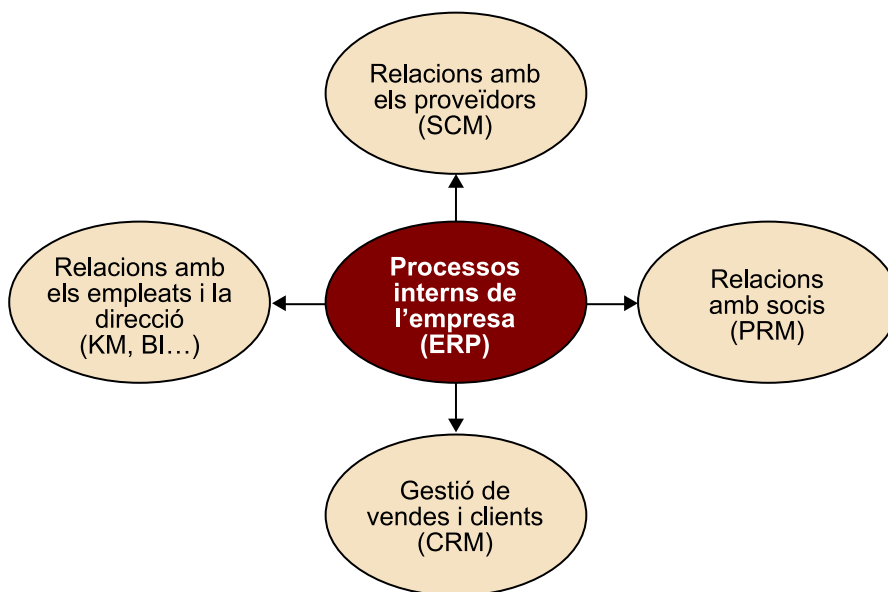 Relacions amb
els proveïdors
(SCM)
Relacions amb
els empleats i la
direcció
(KM, BI…)
Processos
interns de
l’empresa
(ERP)
Relacions
amb socis
(PRM)
Gestió de
vendes i clients
(CRM)